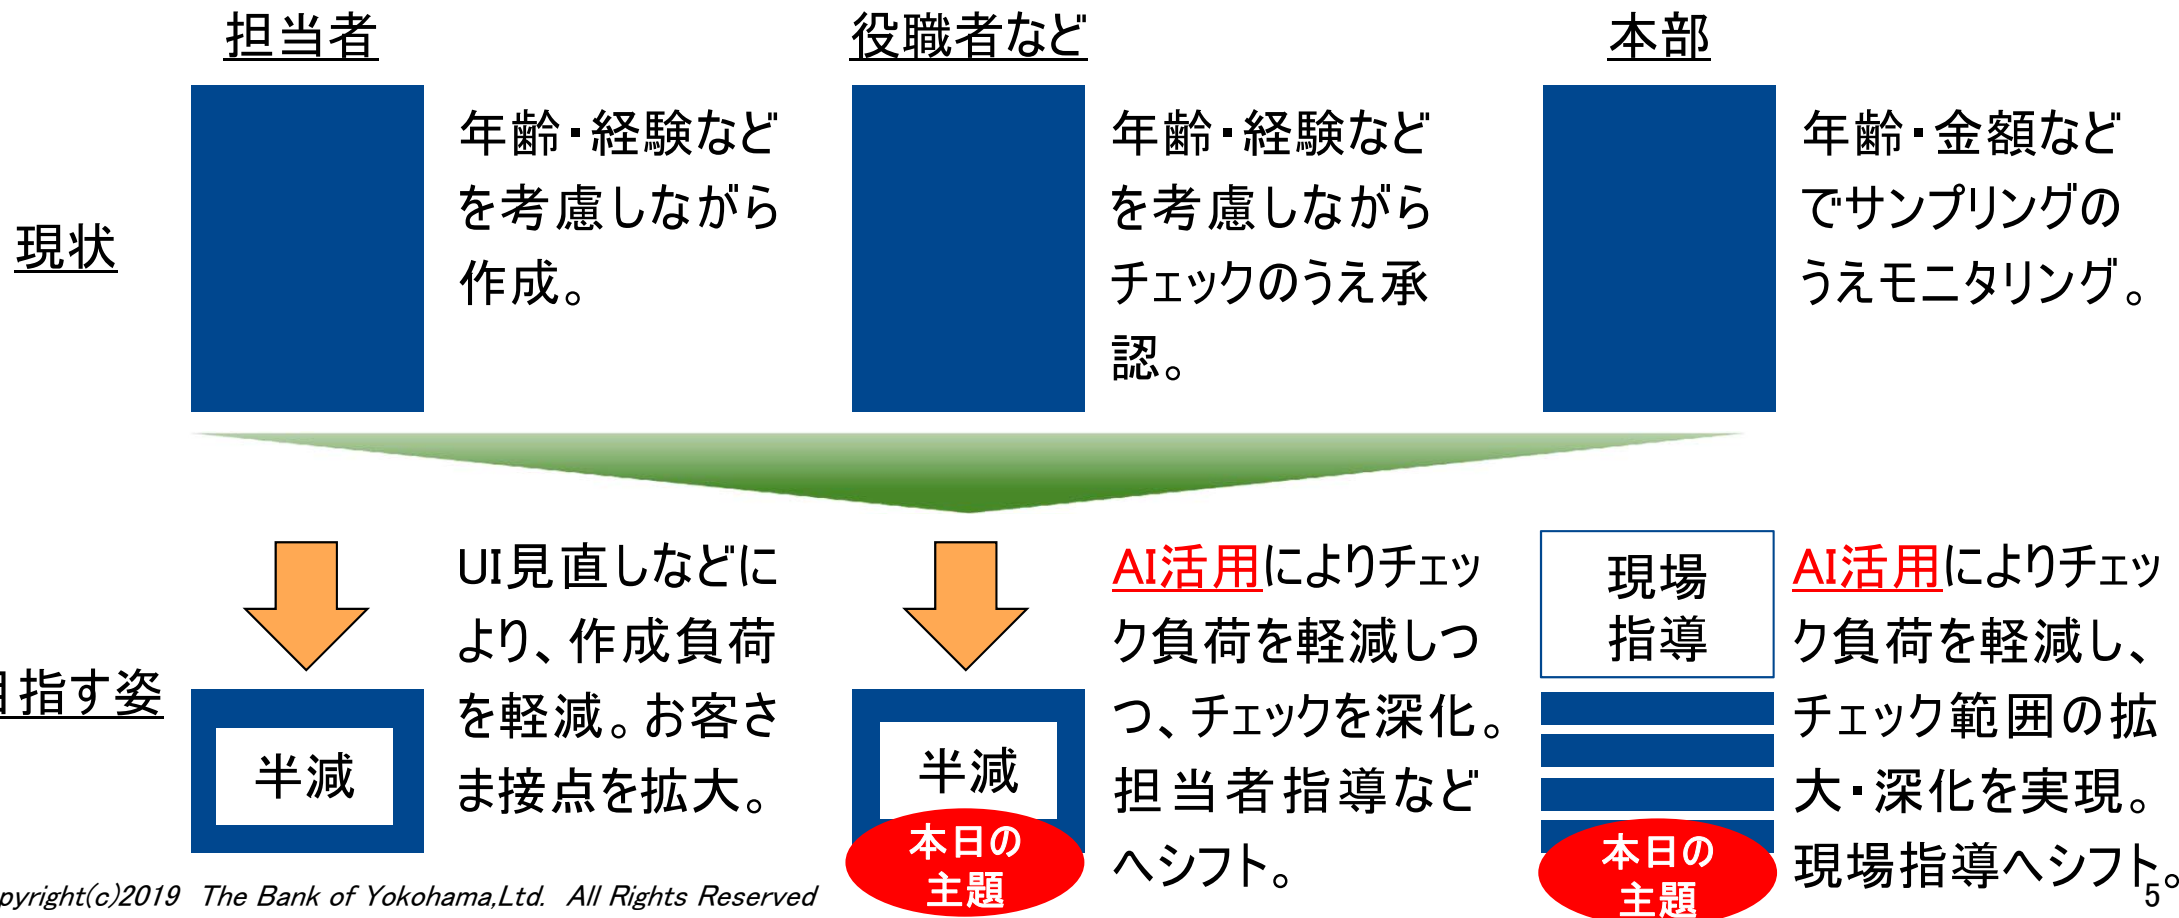 担当者
役職者など
本部
現状
年齢・経験など
を考慮しながら
作成。
年齢・経験など
を考慮しながら
チェックのうえ承
認。
年齢・金額など
でサンプリングの
うえモニタリング。
目指す姿
半減
UI見直しなどに
より、作成負荷
を軽減。お客さ
ま接点を拡大。
半減
本日の
主題
AI活用によりチェッ
ク負荷を軽減しつ
つ、チェックを深化。
担当者指導など
へシフト。
現場
指導
本日の
主題
AI活用によりチェッ
ク負荷を軽減し、
チェック範囲の拡
大・深化を実現。
現場指導へシフト。
pyright(c)2019 The Bank of Yokohama,Ltd. All Rights Reserved
5